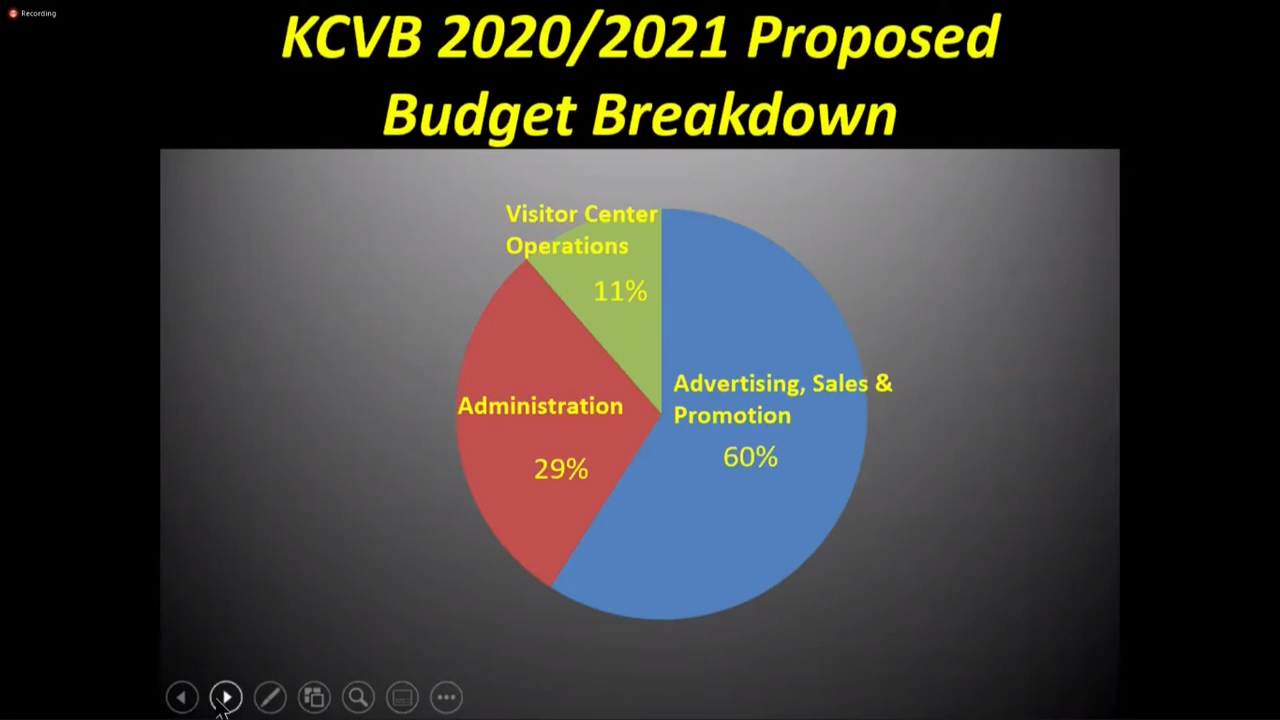 Recording
KCVB 2020/2021 Proposed
Budget Breakdown
Visitor Center
Operations
11%
Advertising, Sales &
Promotion
60%
Administration
29%